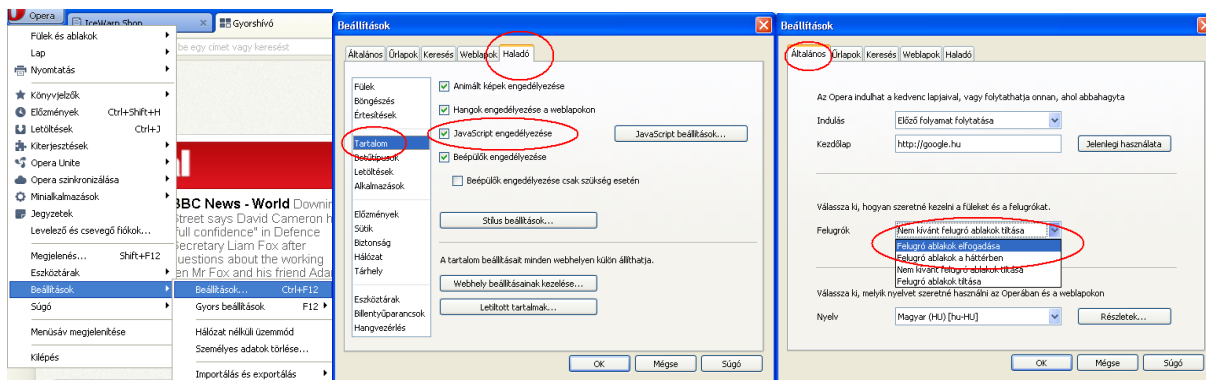 Opera
IceWarp Shop
Gyorshívó
Fülek és ablakok
be egy címet vagy keresést
Lap
Nyomtatás
Könyvjelzők
Előzmények Ctrl+Shift+H
Letöltések Ctrl+J
Kiterjesztések
Opera Unite
Opera szinkronizálása
Minialkalmazások
Jegyzetek
Levelező és csevegő fiókok...
Megjelenés... Shift+F12
Eszköztárak
Beállítások
Súgó
Menüsáv megjelenítése
Kilépés
BBC News - World Downing
Street says David Cameron h
full confidence" in Defence
Secretary Liam Fox after
questions about the working
en Mr Fox and his friend Ada
Beállítások... Ctrl+F12
Gyors beállítások F12
Hálózat nélküli üzemmód
Személyes adatok törlése...
Importálás és exportálás
Beállítások
Általános Űrlapok Keresés Weblapok Haladó
Fülek
Böngészés
Értesítések
Tartalom
Betűtípusok
Letöltések
Alkalmazások
Előzmények
Sütik
Biztonság
Hálózat
Tárhely
Eszköztárak
Billentyűparancsok
Hangvezérlés
Animált képek engedélyezése
Hangok engedélyezése a weblapokon
JavaScript engedélyezése JavaScript beállítások...
Beépülők engedélyezése
Beépülők engedélyezése csak szükség esetén
Stílus beállítások...
A tartalom beállításait minden webhelyen külön állíthatja.
Webhely beállításainak kezelése...
Letiltott tartalmak...
OK Mégse Súgó
Beállítások
Általános Űrlapok Keresés Weblapok Haladó
Az Opera indulhat a kedvenc lapjaival, vagy folytathatja onnan, ahol abbahagyta
Indulás Előző folyamat folytatása
Kezdőlap http://google.hu Jelenlegi használata
Válassza ki, hogyan szeretné kezelni a füleket és a felugrókat.
Felugrók Nem kívánt felugró ablakok tiltása
Felugró ablakok elfogadása
Felugró ablakok a háttérben
Nem kívánt felugró ablakok tiltása
Felugró ablakok tiltása
Válassza ki, melyik nyelvet szeretné használni az Operában és a weblapokon
Nyelv Magyar (HU) [hu-HU] Részletek...
OK Mégse Súgó